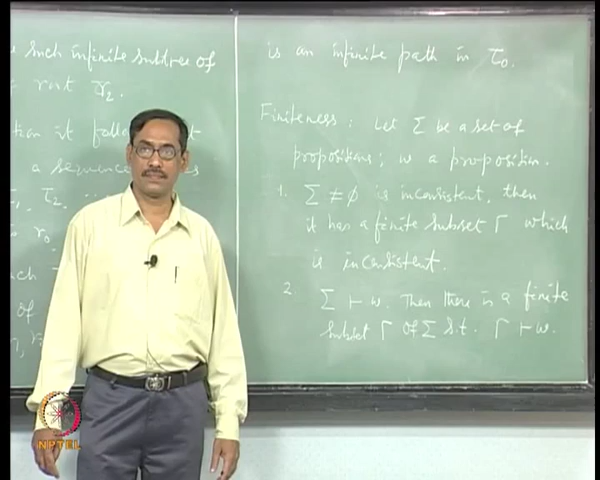 such infinite subtree of
root τ₂.
it
a sequence
τ₁, τ₂
r₀
of
is an infinite path in τ₀.
Finiteness: Let Σ be a set of
propositions; w a proposition.
1. Σ ≠ ϕ is inconsistent, then
it has a finite subset Γ which
is inconsistent.
2 Σ ⊢ w. Then there is a finite
subset Γ of Σ s.t. Γ ⊢ w.
NPTEL